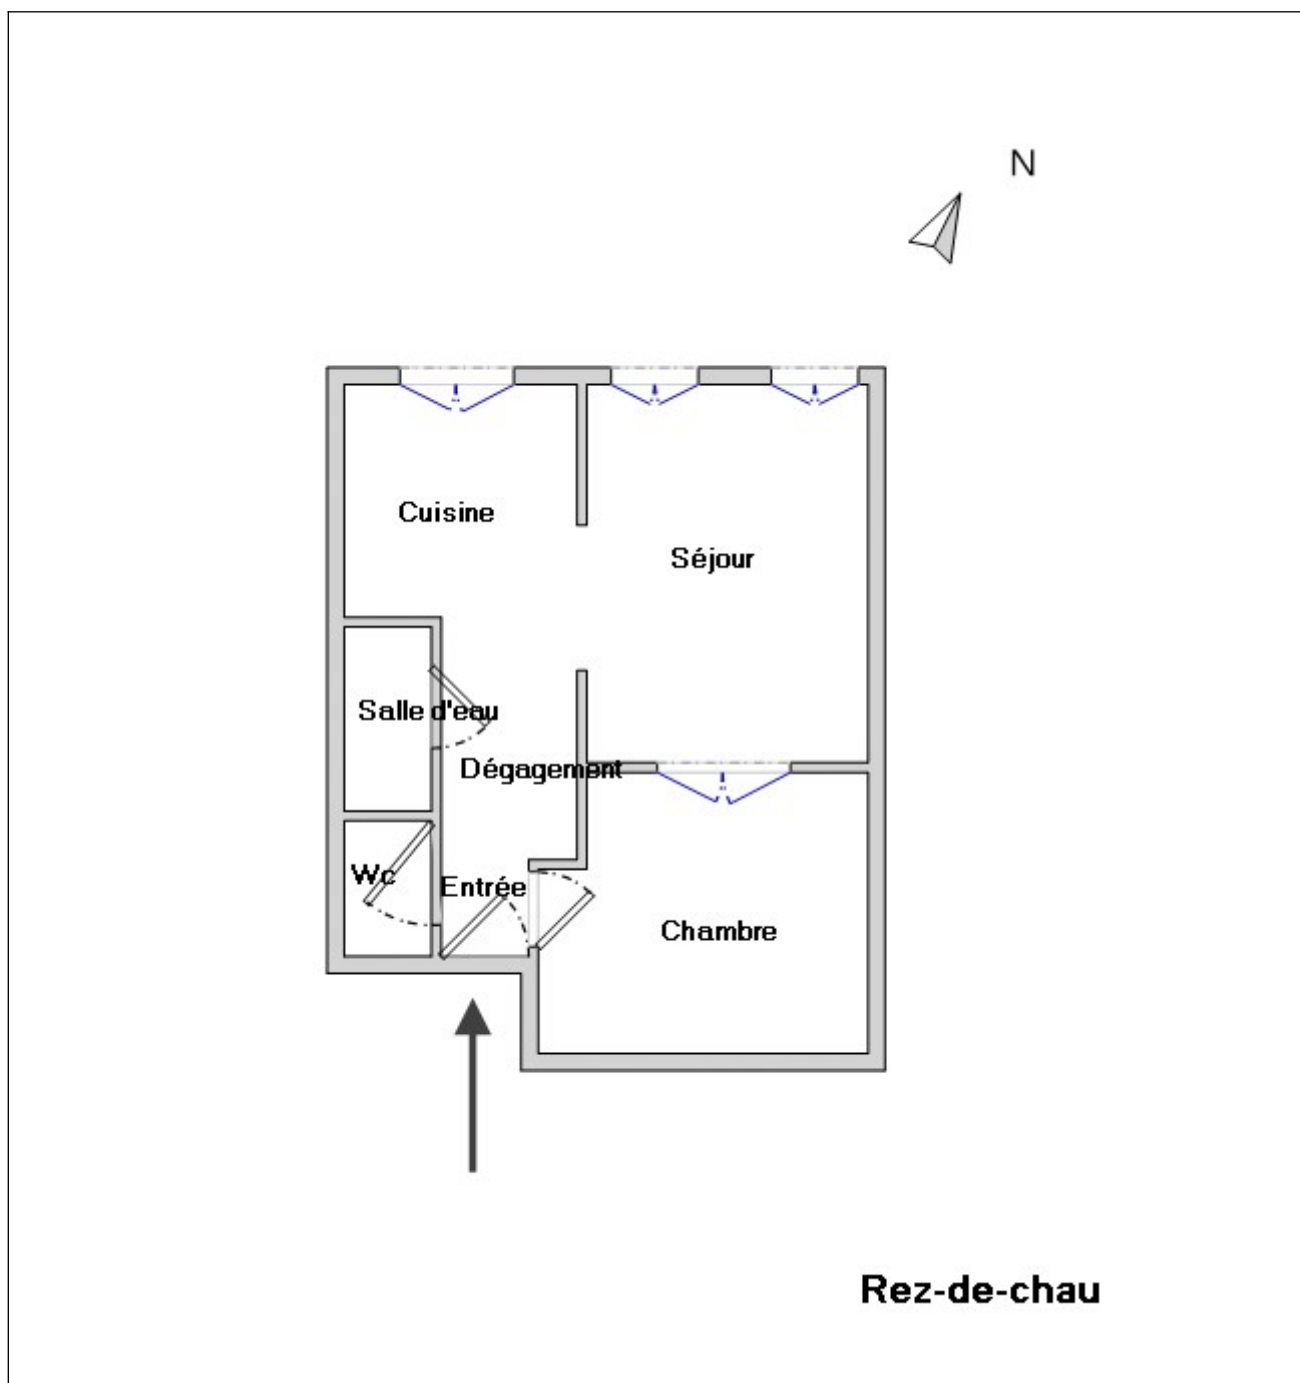 N
Cuisine
Séjour
Salle d'eau
Dégagement
Wc
Entrée
Chambre
Rez-de-chau